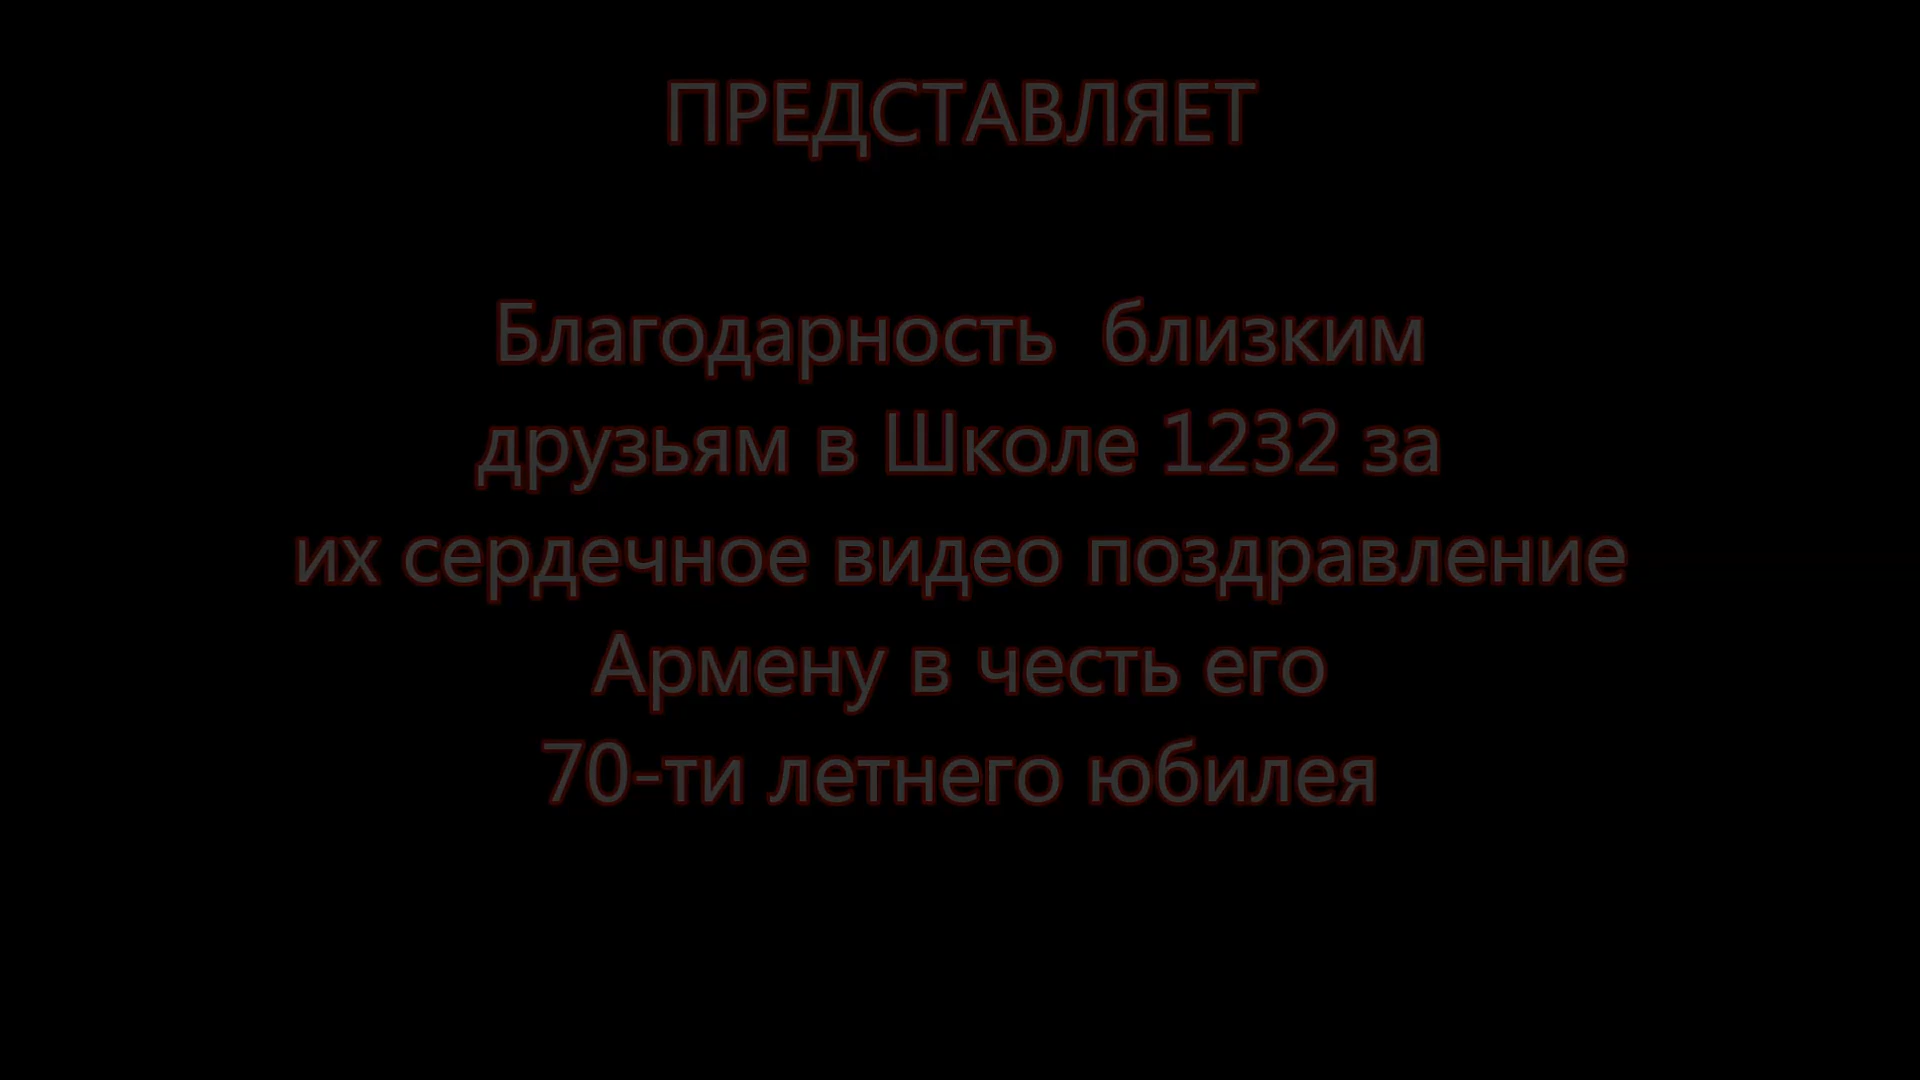 ПРЕДСТАВЛЯЕТ
Благодарность близким
друзьям в Школе 1232 за
их сердечное видео поздравление
Армену в честь его
70-ти летнего юбилея